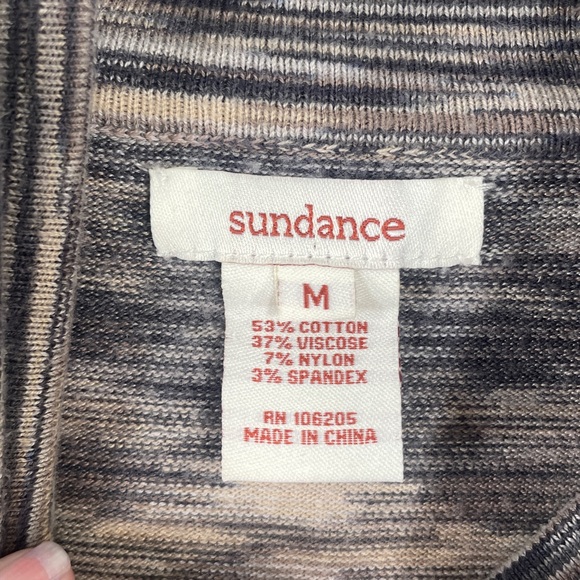 sundance
M
53% COTTON
37% VISCOSE
7% NYLON
3% SPANDEX
RN 106205
MADE IN CHINA